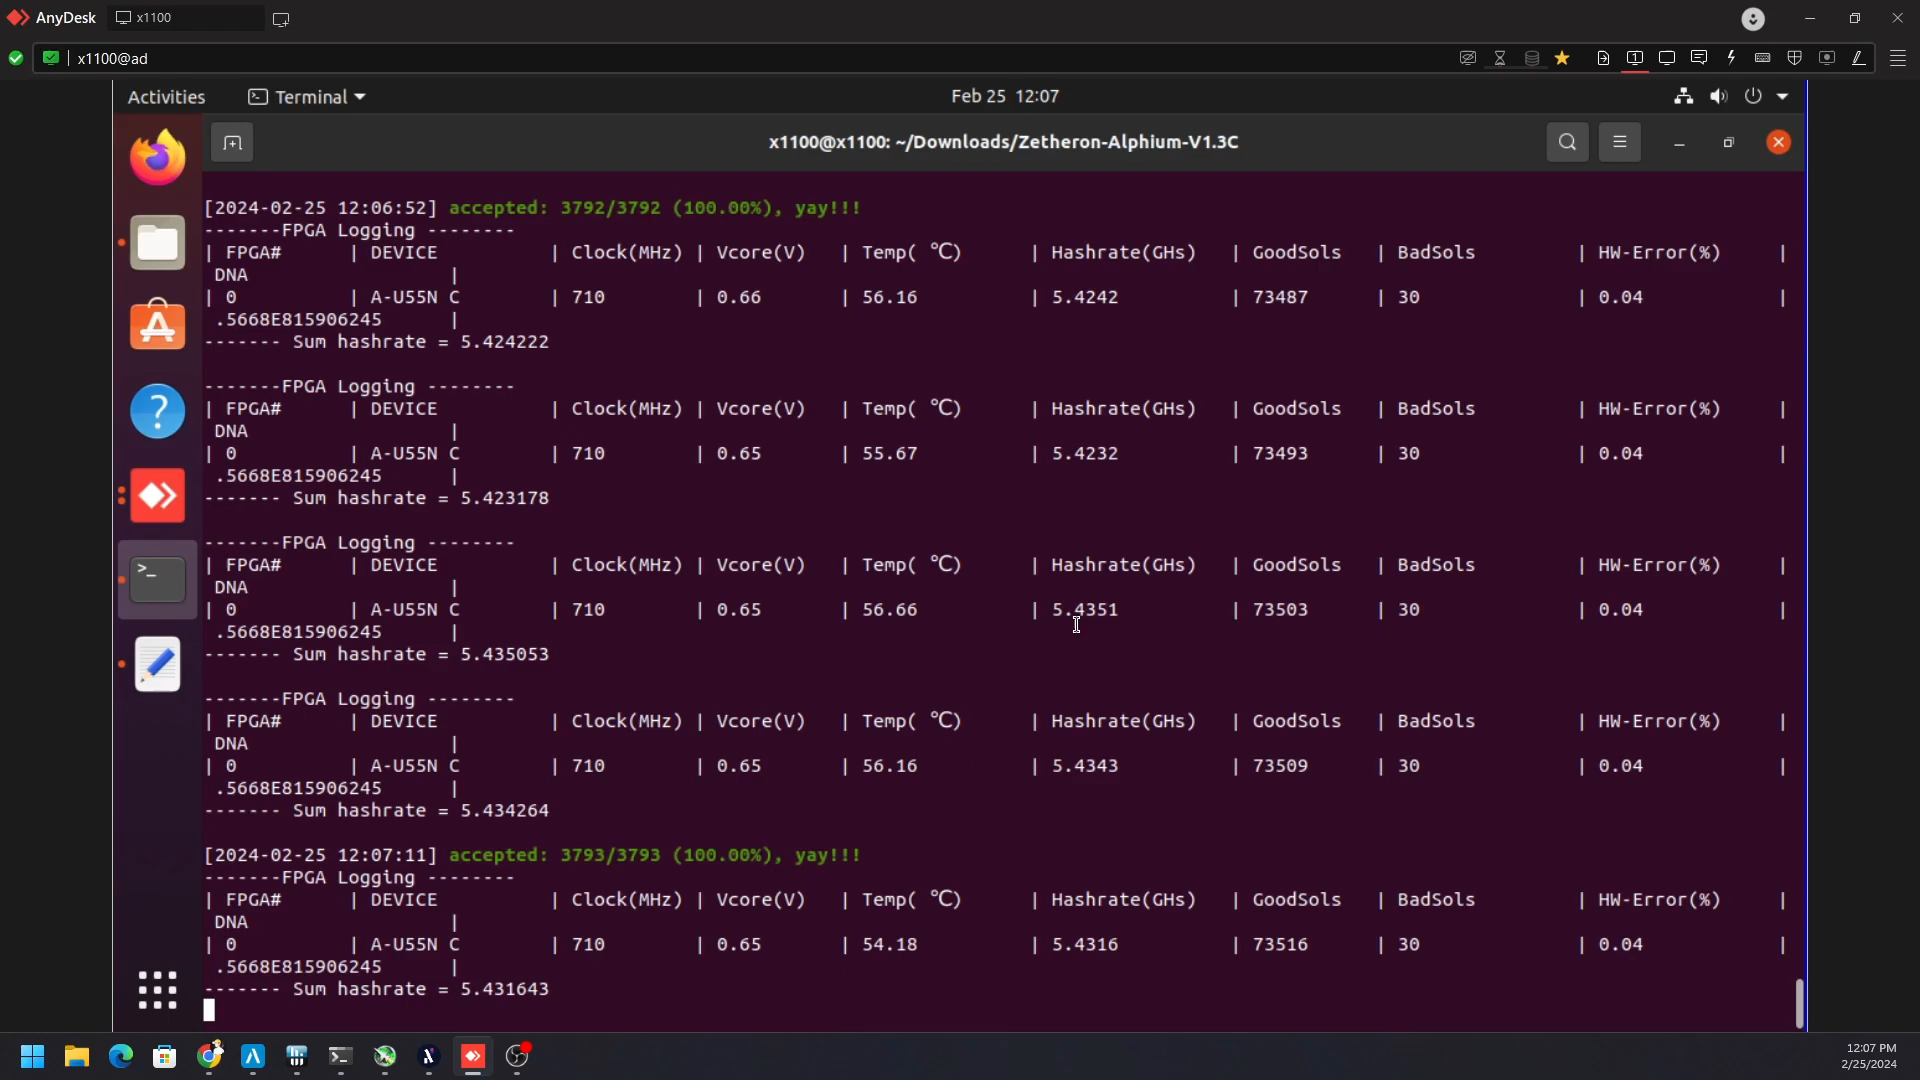 AnyDesk
x1100
x1100@ad
Activities
Terminal
Feb 25 12:07
x1100@x1100: ~/Downloads/Zetheron-Alphium-V1.3C
[2024-02-25 12:06:52] accepted: 3792/3792 (100.00%), yay!!!
-------FPGA Logging --------
| FPGA# | DEVICE | Clock(MHz) | Vcore(V) | Temp( ℃) | Hashrate(GHs) | GoodSols | BadSols | HW-Error(%) |
DNA |
| 0 | A-U55N C | 710 | 0.66 | 56.16 | 5.4242 | 73487 | 30 | 0.04 |
.5668E815906245 |
------- Sum hashrate = 5.424222
-------FPGA Logging --------
| FPGA# | DEVICE | Clock(MHz) | Vcore(V) | Temp( ℃) | Hashrate(GHs) | GoodSols | BadSols | HW-Error(%) |
DNA |
| 0 | A-U55N C | 710 | 0.65 | 55.67 | 5.4232 | 73493 | 30 | 0.04 |
.5668E815906245 |
------- Sum hashrate = 5.423178
-------FPGA Logging --------
| FPGA# | DEVICE | Clock(MHz) | Vcore(V) | Temp( ℃) | Hashrate(GHs) | GoodSols | BadSols | HW-Error(%) |
DNA |
| 0 | A-U55N C | 710 | 0.65 | 56.66 | 5.4351 | 73503 | 30 | 0.04 |
.5668E815906245 |
------- Sum hashrate = 5.435053
-------FPGA Logging --------
| FPGA# | DEVICE | Clock(MHz) | Vcore(V) | Temp( ℃) | Hashrate(GHs) | GoodSols | BadSols | HW-Error(%) |
DNA |
| 0 | A-U55N C | 710 | 0.65 | 56.16 | 5.4343 | 73509 | 30 | 0.04 |
.5668E815906245 |
------- Sum hashrate = 5.434264
[2024-02-25 12:07:11] accepted: 3793/3793 (100.00%), yay!!!
-------FPGA Logging --------
| FPGA# | DEVICE | Clock(MHz) | Vcore(V) | Temp( ℃) | Hashrate(GHs) | GoodSols | BadSols | HW-Error(%) |
DNA |
| 0 | A-U55N C | 710 | 0.65 | 54.18 | 5.4316 | 73516 | 30 | 0.04 |
.5668E815906245 |
------- Sum hashrate = 5.431643
12:07 PM
2/25/2024